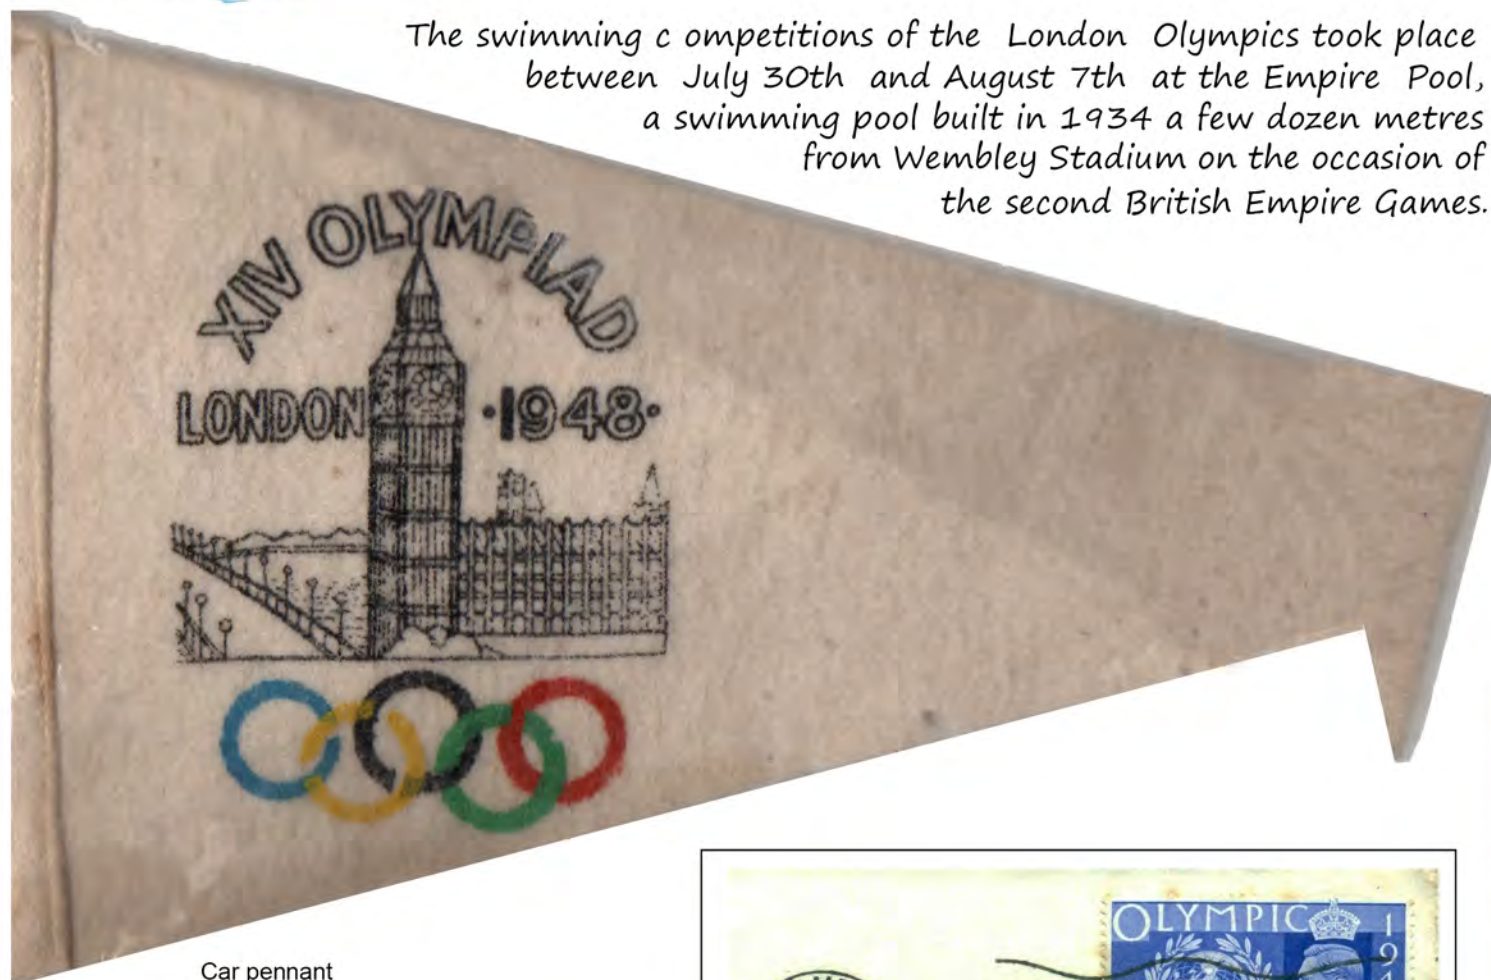 The swimming c ompetitions of the London Olympics took place
between July 30th and August 7th at the Empire Pool,
a swimming pool built in 1934 a few dozen metres
from Wembley Stadium on the occasion of
the second British Empire Games.
XIV OLYMPIAD
LONDON ·1948·
Car pennant
OLYMPIC
19